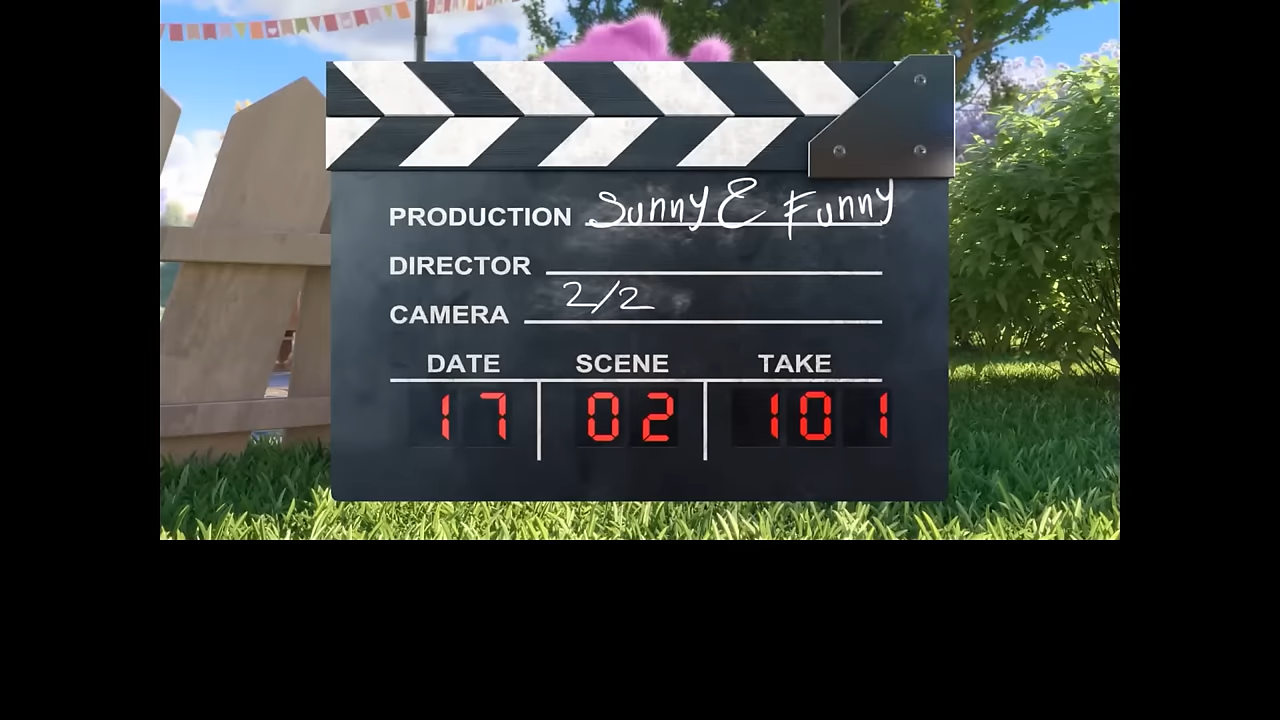 PRODUCTION Sunny & Funny
DIRECTOR
CAMERA 2/2
DATE SCENE TAKE
17 02 101